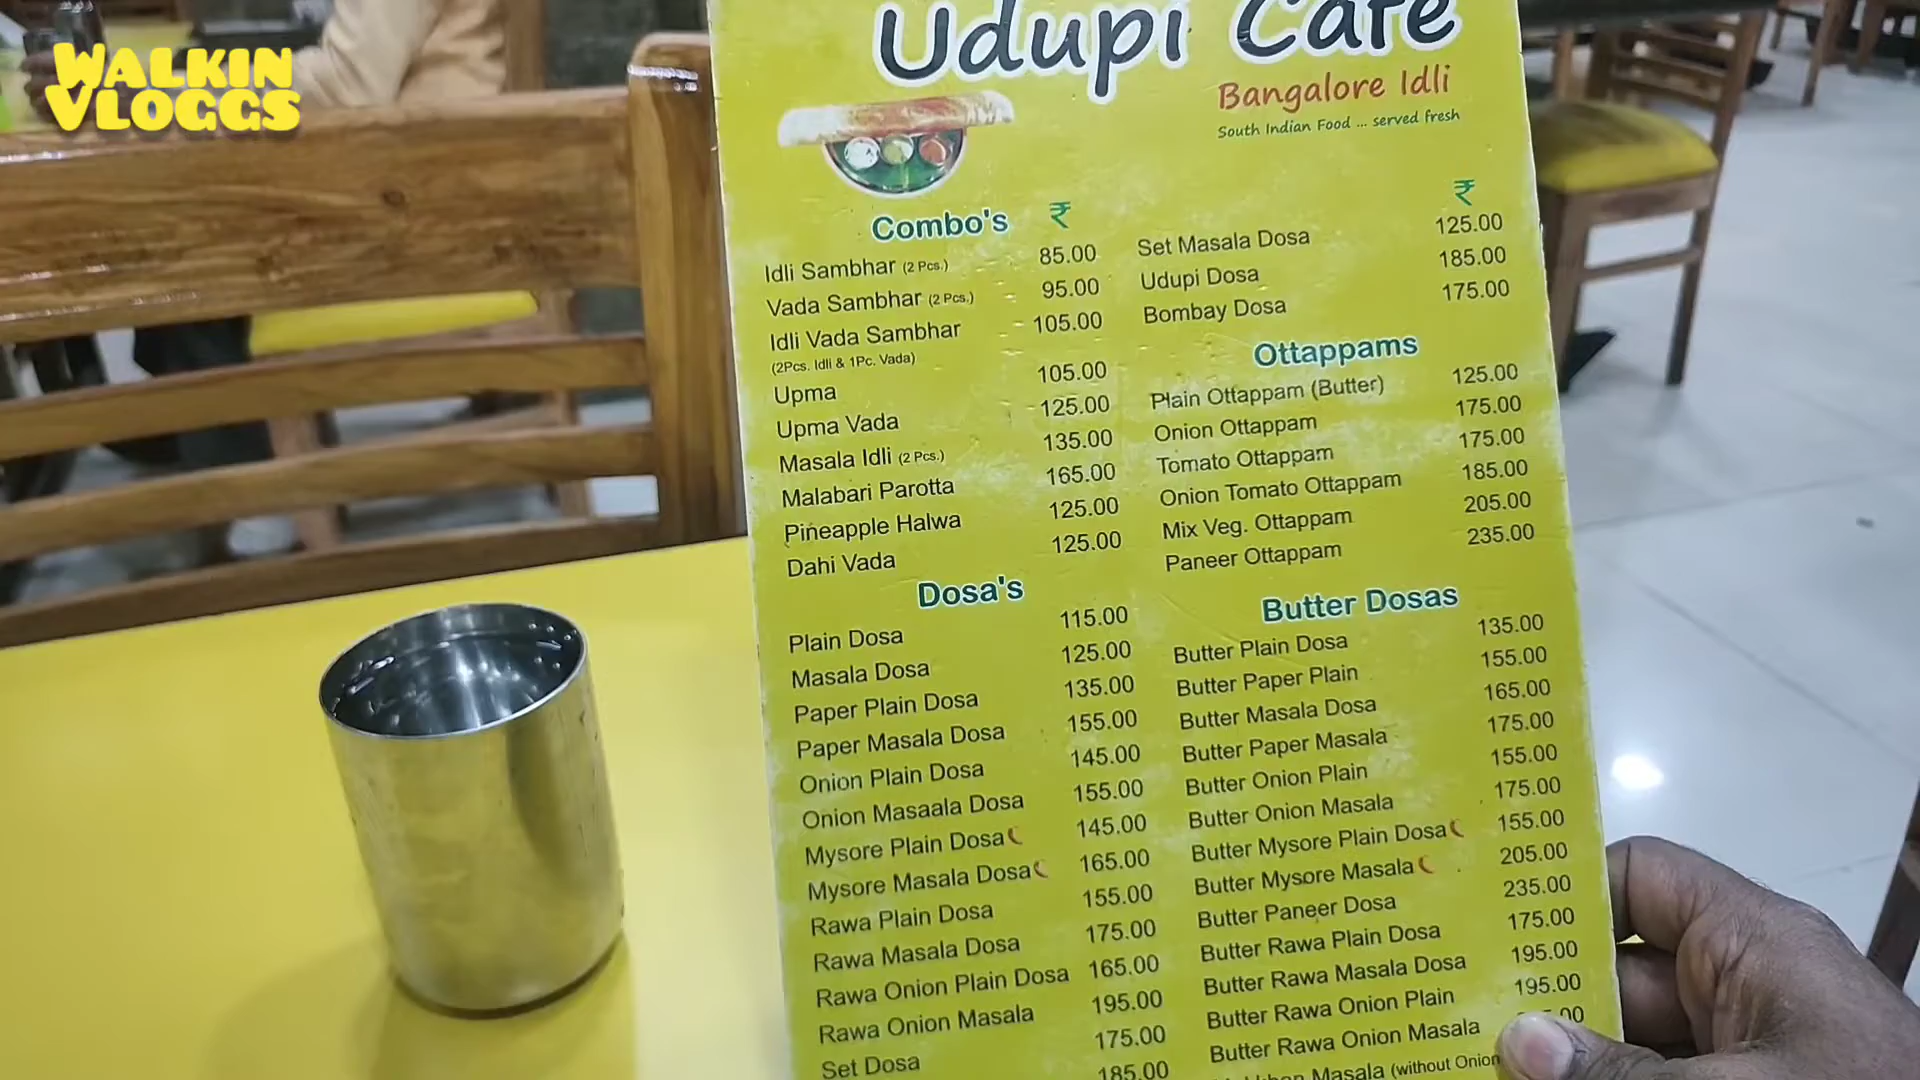 WALKIN
VLOGGS
Udupi Cafe
Bangalore Idli
South Indian Food ... served fresh
Combo's ₹
Idli Sambhar (2 Pcs.) 85.00
Vada Sambhar (2 Pcs.) 95.00
Idli Vada Sambhar 105.00
(2Pcs. Idli & 1Pc. Vada)
Upma 105.00
Upma Vada 125.00
Masala Idli (2 Pcs.) 135.00
Malabari Parotta 165.00
Pineapple Halwa 125.00
Dahi Vada 125.00
Dosa's
Plain Dosa 115.00
Masala Dosa 125.00
Paper Plain Dosa 135.00
Paper Masala Dosa 155.00
Onion Plain Dosa 145.00
Onion Masaala Dosa 155.00
Mysore Plain Dosa 145.00
Mysore Masala Dosa 165.00
Rawa Plain Dosa 155.00
Rawa Masala Dosa 175.00
Rawa Onion Plain Dosa 165.00
Rawa Onion Masala 195.00
Set Dosa 175.00
185.00
₹
Set Masala Dosa 125.00
Udupi Dosa 185.00
Bombay Dosa 175.00
Ottappams
Plain Ottappam (Butter) 125.00
Onion Ottappam 175.00
Tomato Ottappam 175.00
Onion Tomato Ottappam 185.00
Mix Veg. Ottappam 205.00
Paneer Ottappam 235.00
Butter Dosas
Butter Plain Dosa 135.00
Butter Paper Plain 155.00
Butter Masala Dosa 165.00
Butter Paper Masala 175.00
Butter Onion Plain 155.00
Butter Onion Masala 175.00
Butter Mysore Plain Dosa 155.00
Butter Mysore Masala 205.00
Butter Paneer Dosa 235.00
Butter Rawa Plain Dosa 175.00
Butter Rawa Masala Dosa 195.00
Butter Rawa Onion Plain 195.00
Butter Rawa Onion Masala
Masala (without Onion